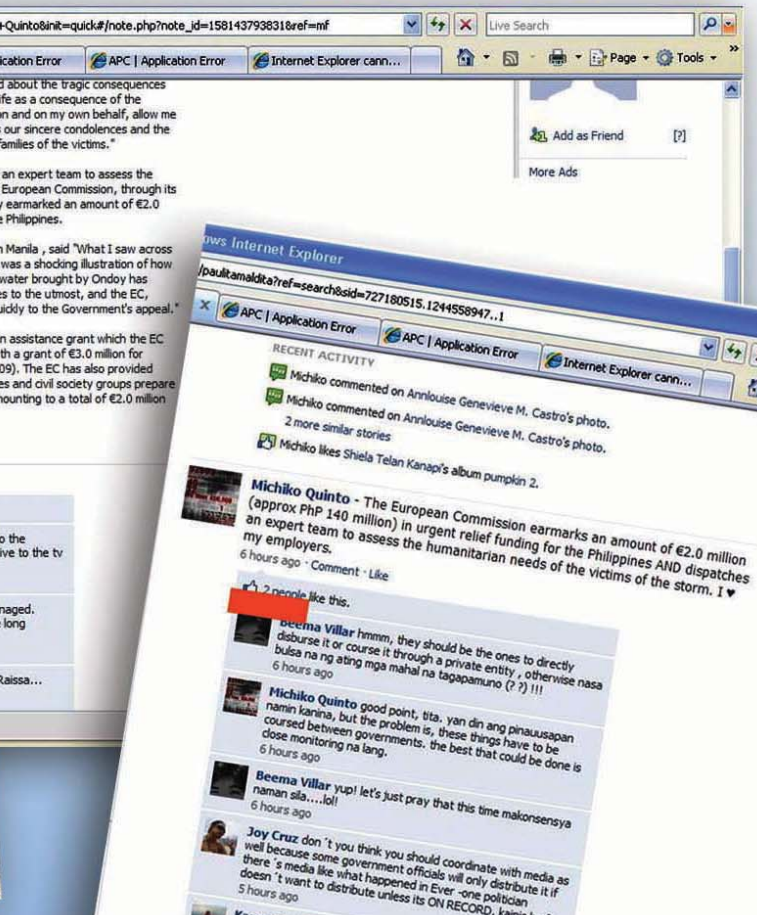 +Quinto&init=quick#/note.php?note_id=158143793831&ref=mf
Live Search
ication Error
APC | Application Error
Internet Explorer cann...
Page
Tools
d about the tragic consequences
ife as a consequence of the
n and on my own behalf, allow me
s our sincere condolences and the
families of the victims."
an expert team to assess the
European Commission, through its
y earmarked an amount of €2.0
e Philippines.
n Manila , said "What I saw across
was a shocking illustration of how
water brought by Ondoy has
es to the utmost, and the EC,
uickly to the Government's appeal."
n assistance grant which the EC
th a grant of €3.0 million for
09). The EC has also provided
es and civil society groups prepare
mounting to a total of €2.0 million
o the
ive to the tv
naged.
long
Raissa...
Add as Friend [?]
More Ads
ows Internet Explorer
/paulitamaldita?ref=search&sid=727180515.1244558947..1
APC | Application Error
APC | Application Error
Internet Explorer cann...
RECENT ACTIVITY
Michiko commented on Annlouise Genevieve M. Castro's photo.
Michiko commented on Annlouise Genevieve M. Castro's photo.
2 more similar stories
Michiko likes Shiela Telan Kanapi's album pumpkin 2.
Michiko Quinto - The European Commission earmarks an amount of €2.0 million
(approx PhP 140 million) in urgent relief funding for the Philippines AND dispatches
an expert team to assess the humanitarian needs of the victims of the storm. I ♥
my employers.
6 hours ago · Comment · Like
2 people like this.
Beema Villar hmmm, they should be the ones to directly
disburse it or course it through a private entity , otherwise nasa
bulsa na ng ating mga mahal na tagapamuno (? ?) !!!
6 hours ago
Michiko Quinto good point, tita. yan din ang pinauusapan
namin kanina, but the problem is, these things have to be
coursed between governments. the best that could be done is
close monitoring na lang.
6 hours ago
Beema Villar yup! let's just pray that this time makonsensya
naman sila....lol!
6 hours ago
Joy Cruz don´t you think you should coordinate with media as
well because some government officials will only distribute it if
there´s media like what happened in Ever -one politician
doesn´t want to distribute unless its ON RECORD.
5 hours ago